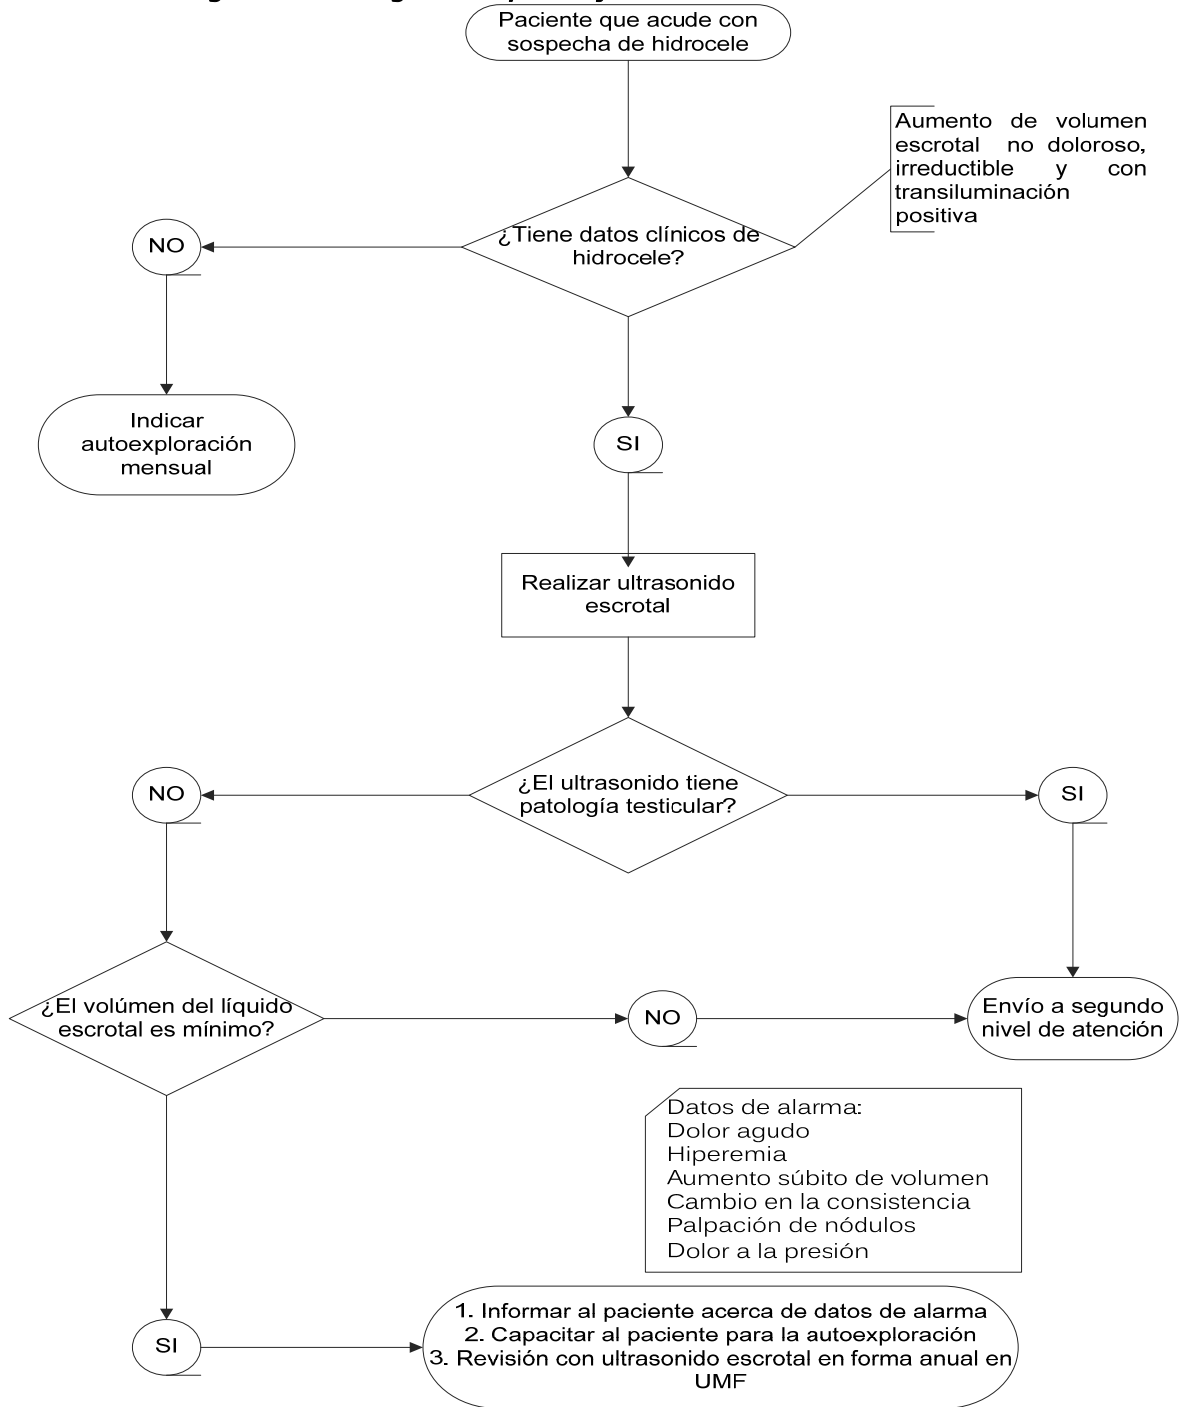 Paciente que acude con
sospecha de hidrocele
Aumento de volumen
escrotal no doloroso,
irreductible y con
transiluminación
positiva
¿Tiene datos clínicos de
hidrocele?
NO
Indicar
autoexploración
mensual
SI
Realizar ultrasonido
escrotal
¿El ultrasonido tiene
patología testicular?
NO
SI
¿El volúmen del líquido
escrotal es mínimo?
NO
Envío a segundo
nivel de atención
Datos de alarma:
Dolor agudo
Hiperemia
Aumento súbito de volumen
Cambio en la consistencia
Palpación de nódulos
Dolor a la presión
SI
1. Informar al paciente acerca de datos de alarma
2. Capacitar al paciente para la autoexploración
3. Revisión con ultrasonido escrotal en forma anual en
UMF